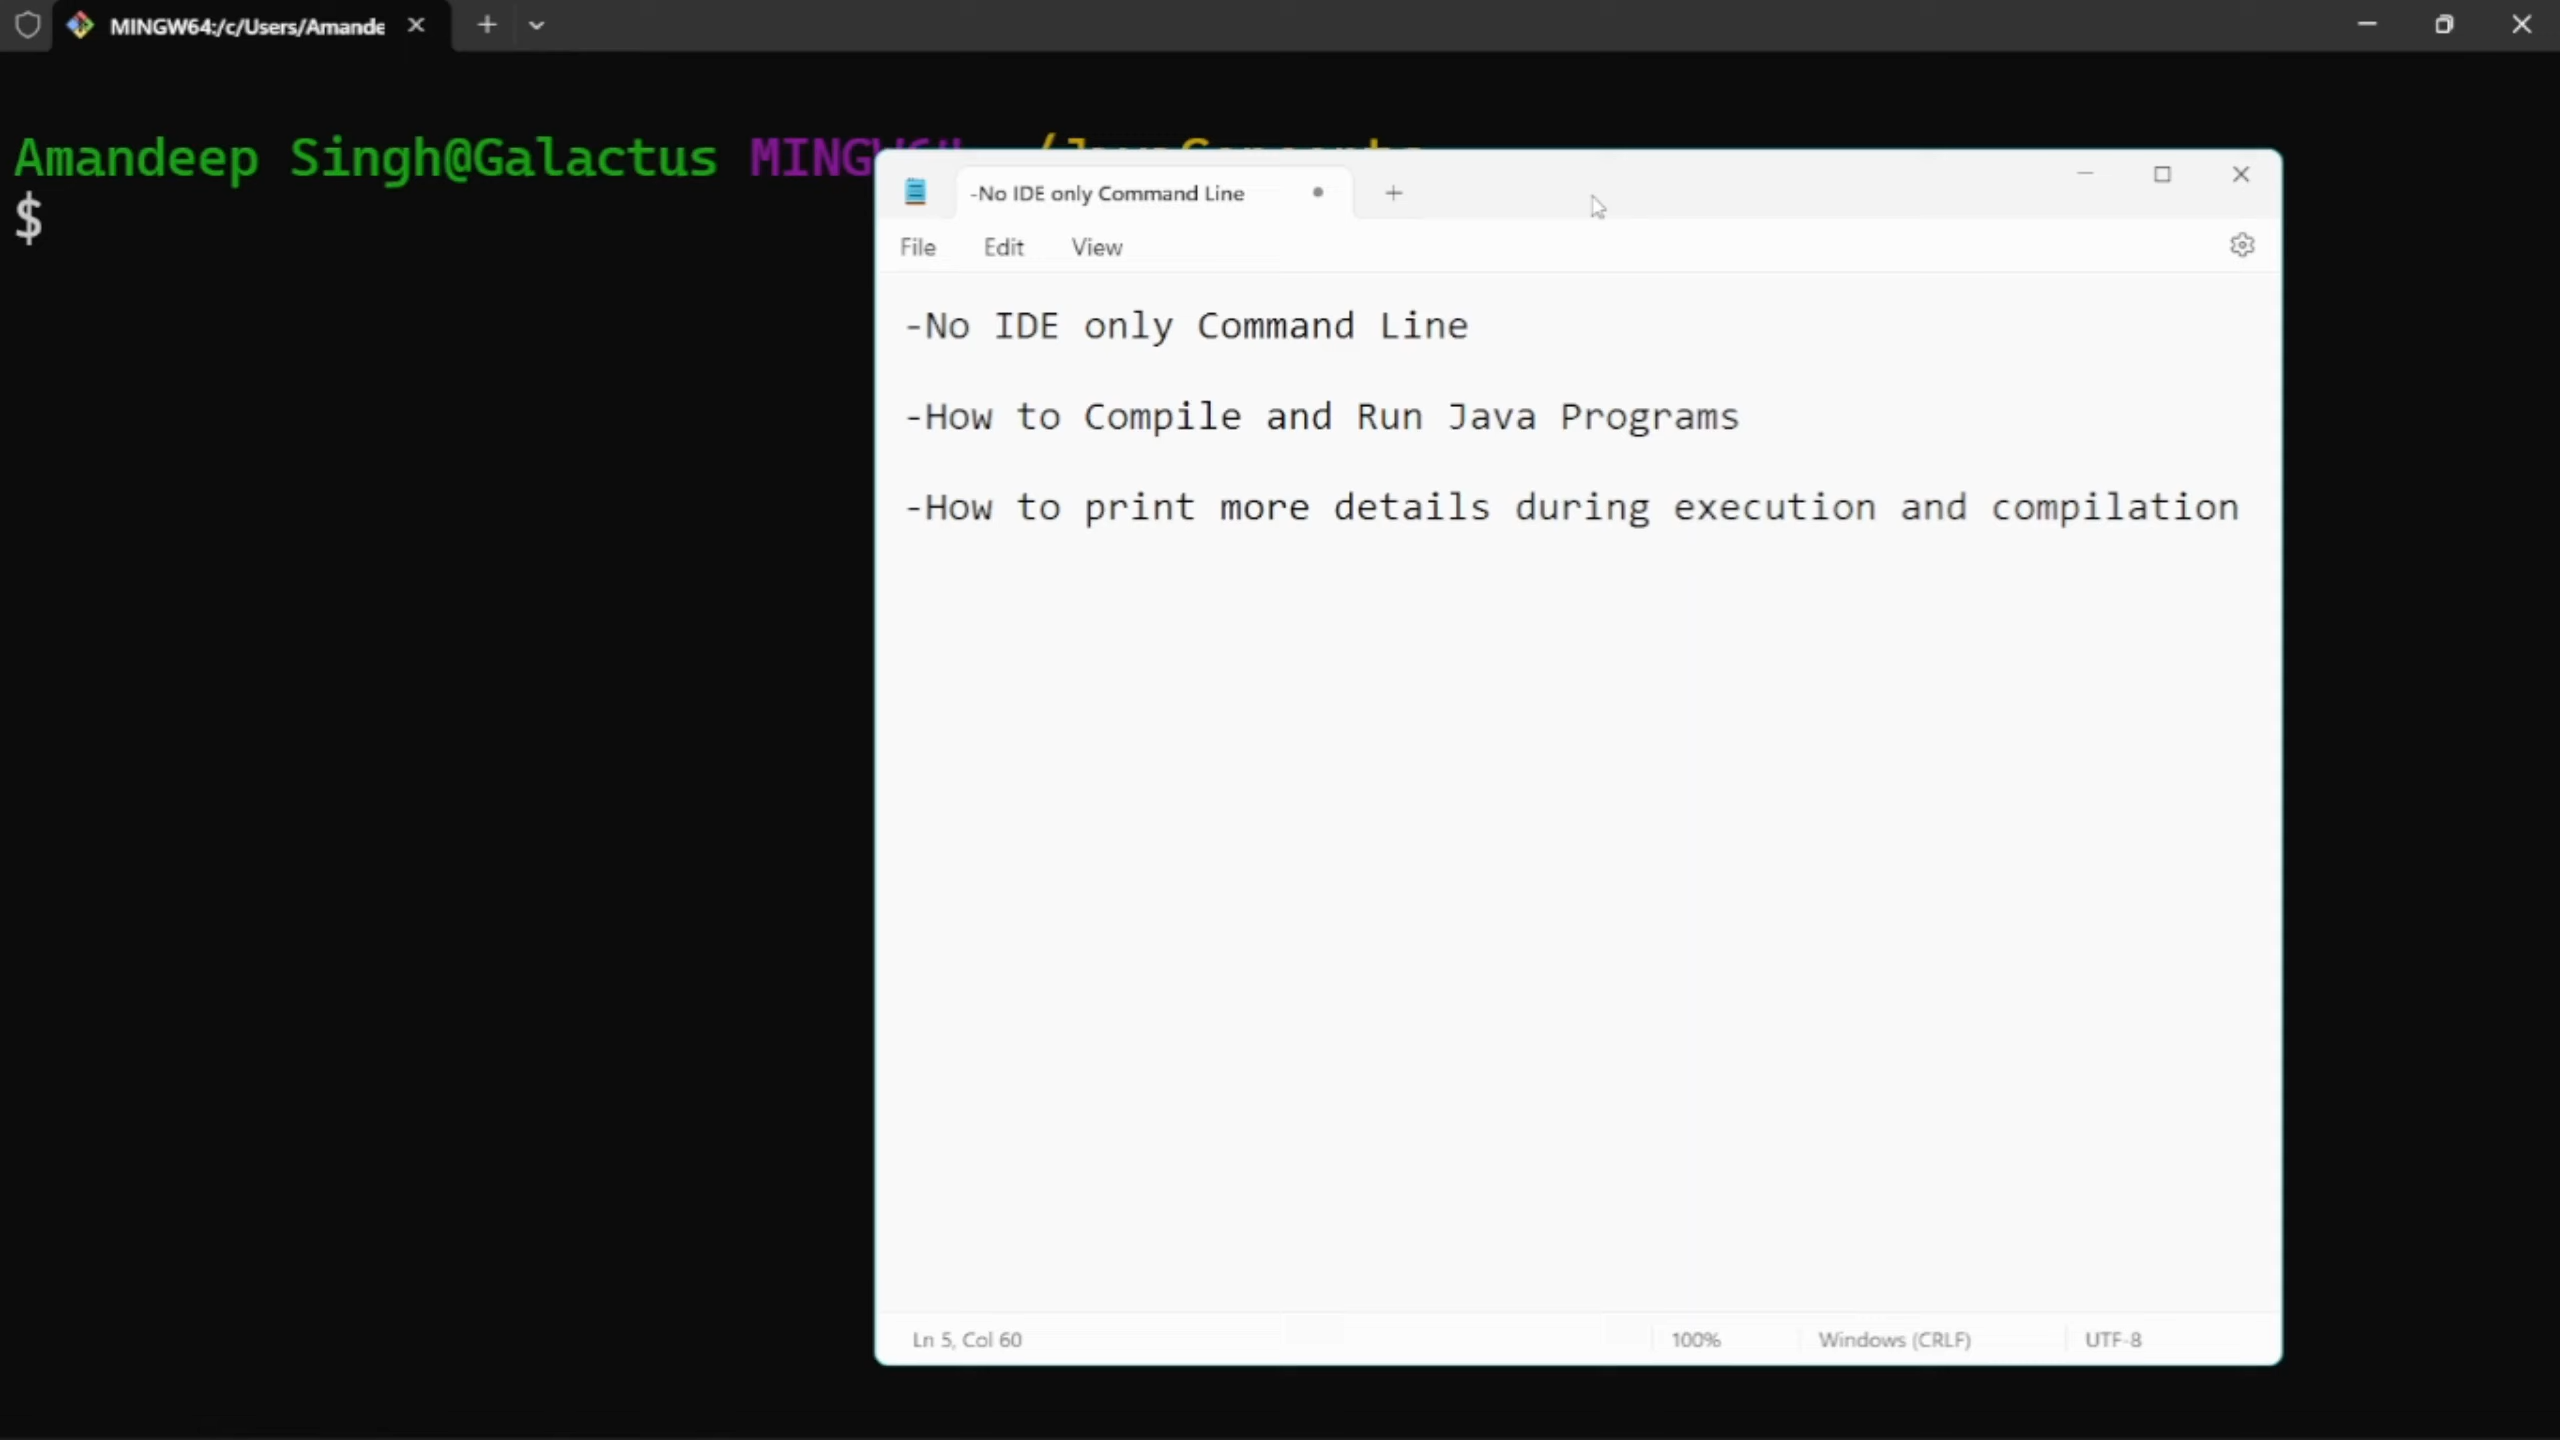 MINGW64:/c/Users/Amande
Amandeep Singh@Galactus
$
-No IDE only Command Line
File Edit View
-No IDE only Command Line
-How to Compile and Run Java Programs
-How to print more details during execution and compilation
Ln 5, Col 60 100% Windows (CRLF) UTF-8